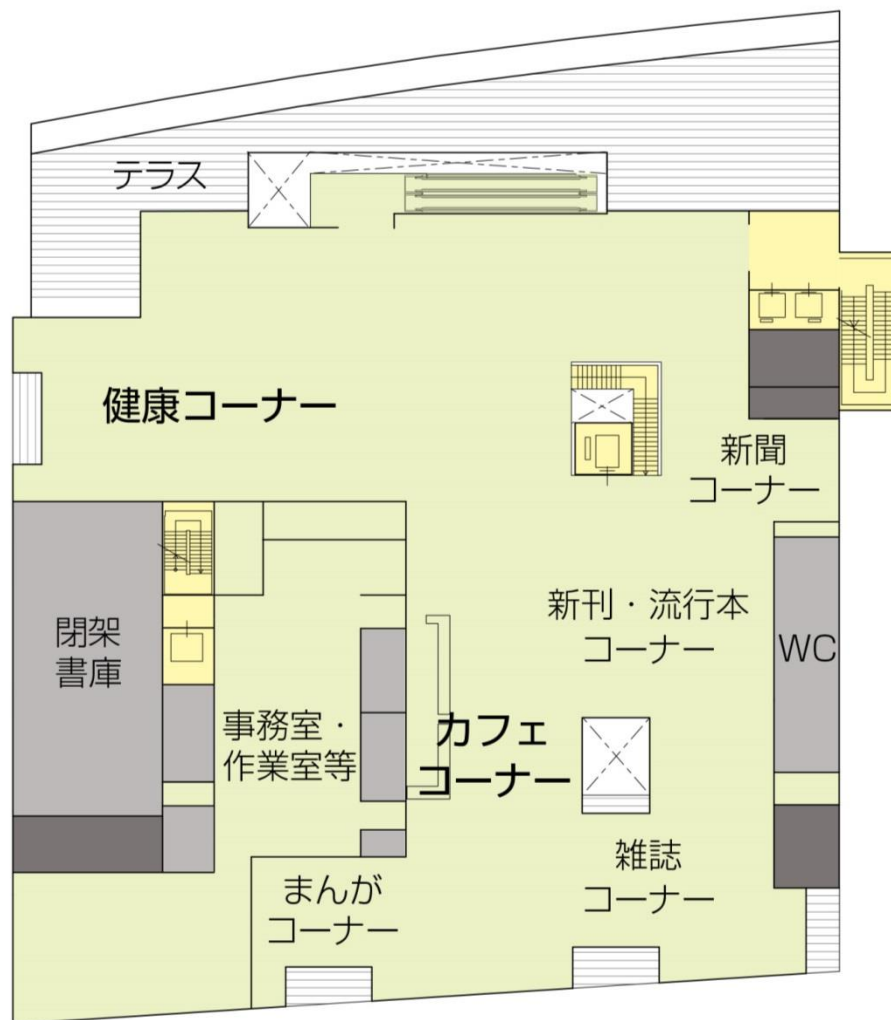 テラス
健康コーナー
新聞
コーナー
新刊・流行本
コーナー
WC
閉架
書庫
事務室・
作業室等
カフェ
コーナー
雑誌
コーナー
まんが
コーナー